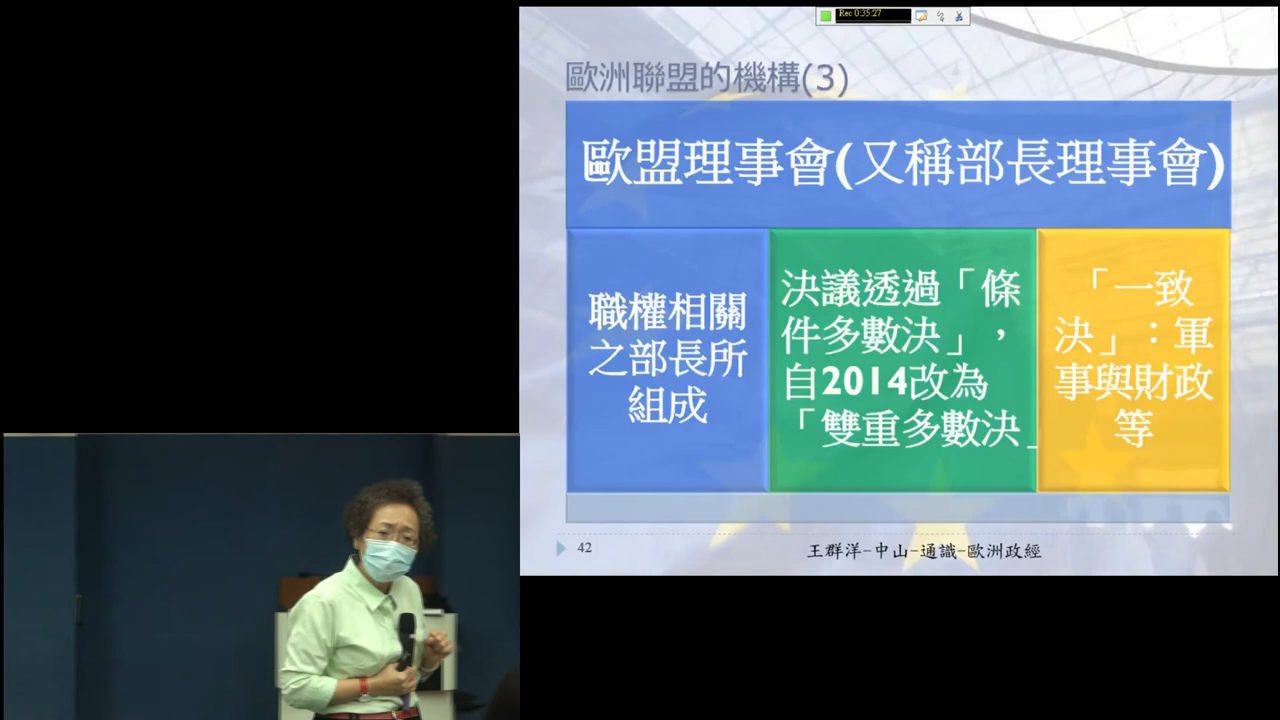 Rec 0:35:27
歐洲聯盟的機構(3)
歐盟理事會(又稱部長理事會)
職權相關
之部長所
組成
決議透過「條
件多數決」，
自2014改為
「雙重多數決」
「一致
決」：軍
事與財政
等
42
王群洋-中山-通識-歐洲政經